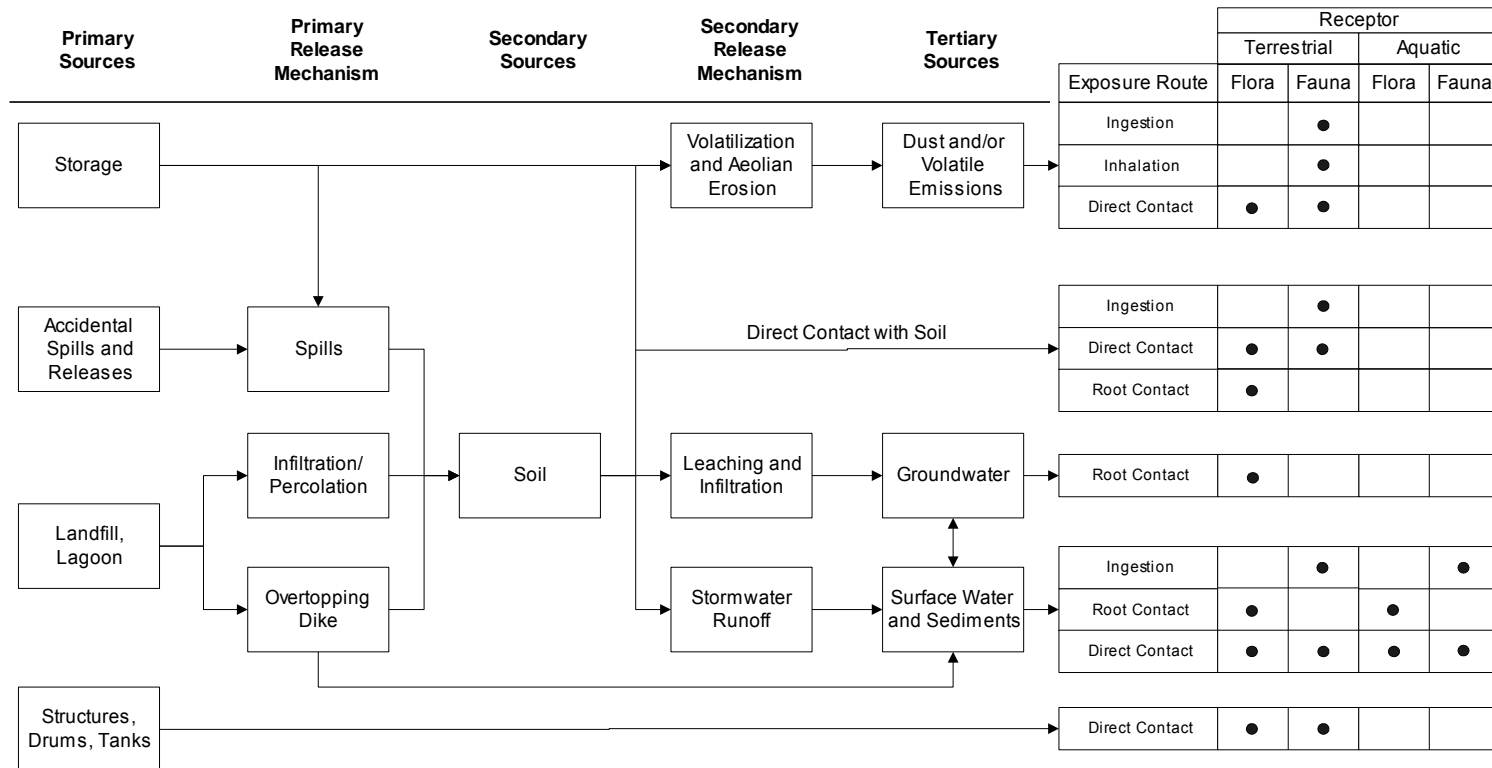 Primary
Sources
Primary
Release
Mechanism
Secondary
Sources
Secondary
Release
Mechanism
Tertiary
Sources
Receptor
Terrestrial
Aquatic
Exposure Route
Flora
Fauna
Flora
Fauna
Storage
Volatilization
and Aeolian
Erosion
Dust and/or
Volatile
Emissions
Ingestion
Inhalation
Direct Contact
Accidental
Spills and
Releases
Spills
Direct Contact with Soil
Ingestion
Direct Contact
Root Contact
Landfill,
Lagoon
Infiltration/
Percolation
Soil
Leaching and
Infiltration
Groundwater
Root Contact
Overtopping
Dike
Stormwater
Runoff
Surface Water
and Sediments
Ingestion
Root Contact
Direct Contact
Structures,
Drums, Tanks
Direct Contact